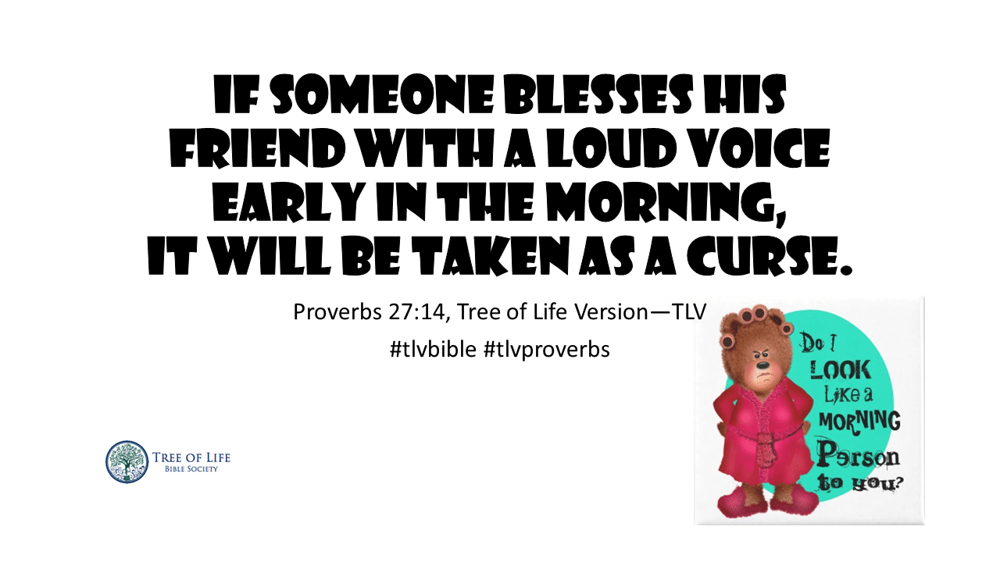 IF SOMEONE BLESSES HIS
FRIEND WITH A LOUD VOICE
EARLY IN THE MORNING,
IT WILL BE TAKEN AS A CURSE.
Proverbs 27:14, Tree of Life Version—TLV
#tlvbible #tlvproverbs
Do I
LOOK
Like a
MORNING
Person
to you?
TREE OF LIFE
BIBLE SOCIETY